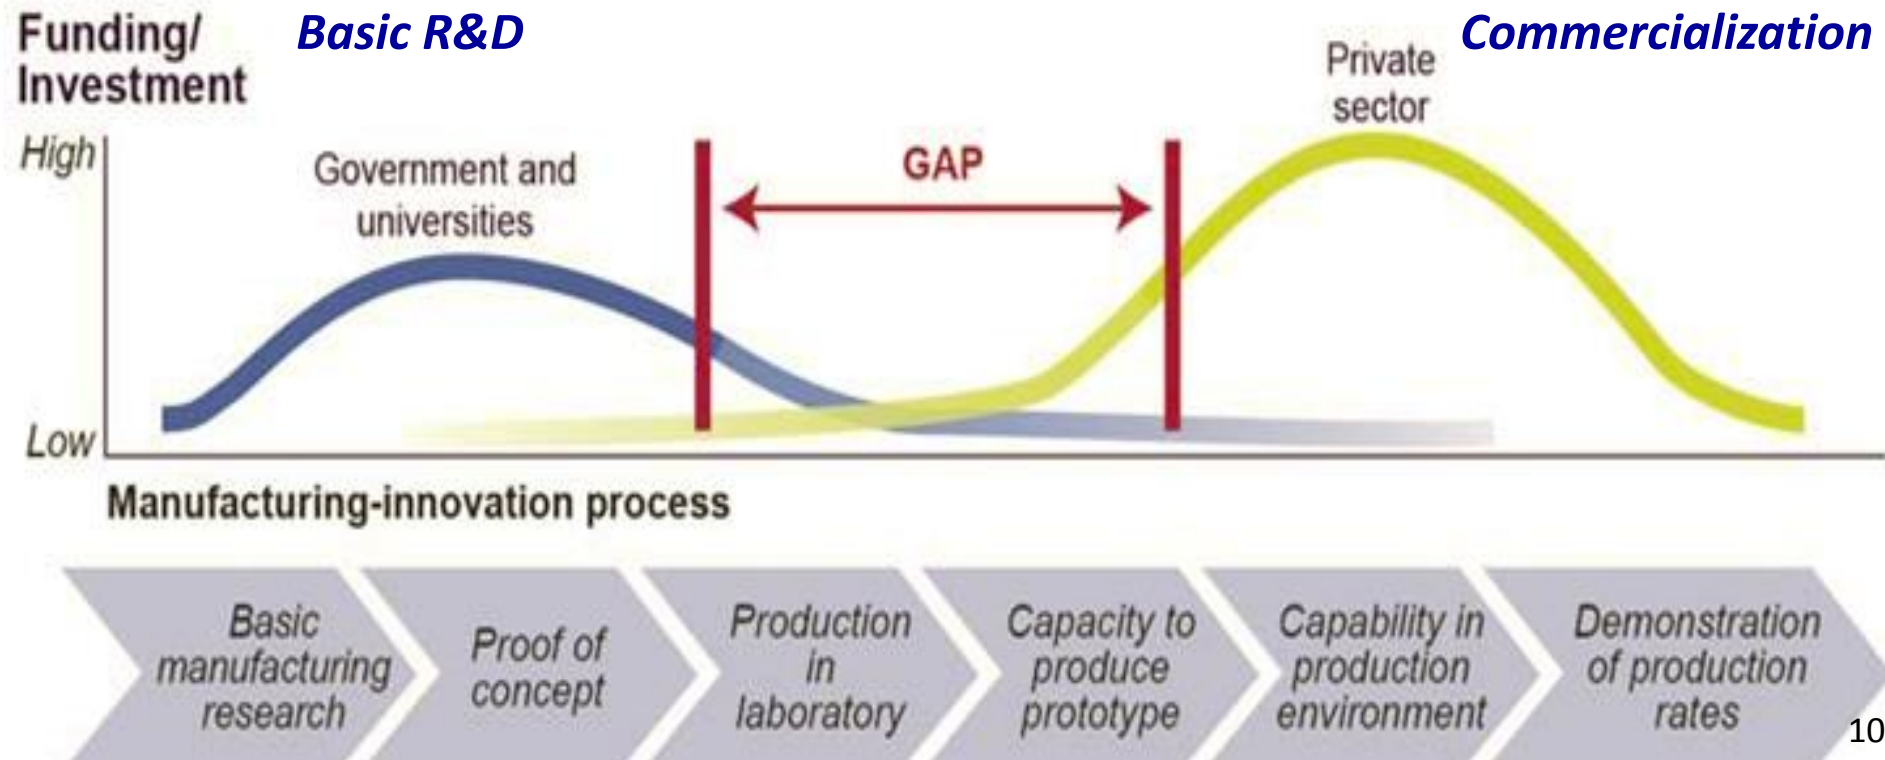 Funding/
Investment
Basic R&D
Commercialization
Private
sector
High
Government and
universities
GAP
Low
Manufacturing-innovation process
Basic
manufacturing
research
Proof of
concept
Production
in
laboratory
Capacity to
produce
prototype
Capability in
production
environment
Demonstration
of production
rates
10